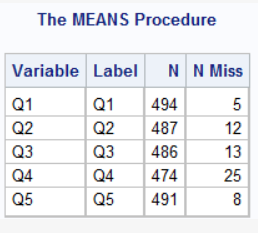 The MEANS Procedure
Variable Label N N Miss
Q1 Q1 494 5
Q2 Q2 487 12
Q3 Q3 486 13
Q4 Q4 474 25
Q5 Q5 491 8